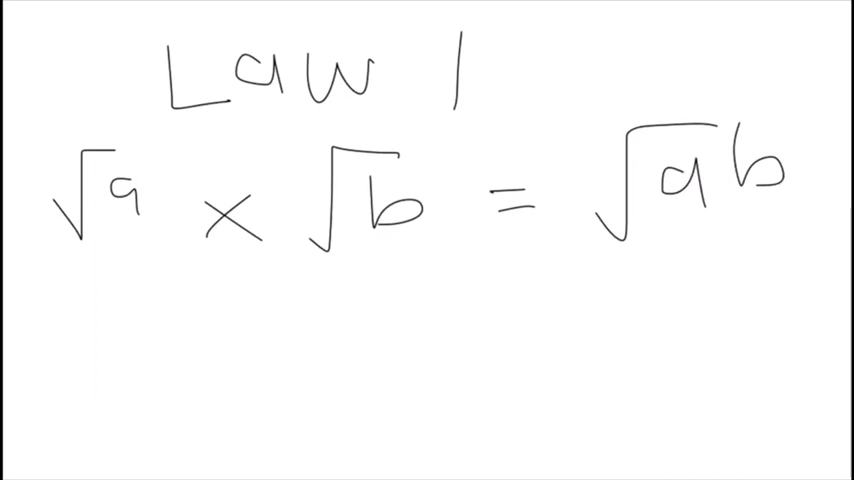 Law 1
√a × √b = √ab